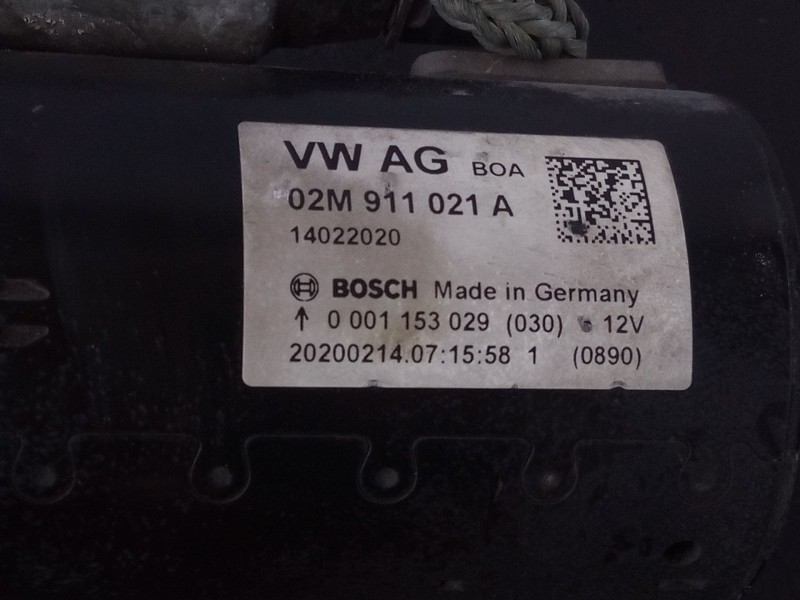 VW AG BOA
02M 911 021 A
14022020
BOSCH Made in Germany
↑ 0 001 153 029 (030) 12V
20200214.07:15:58 1 (0890)